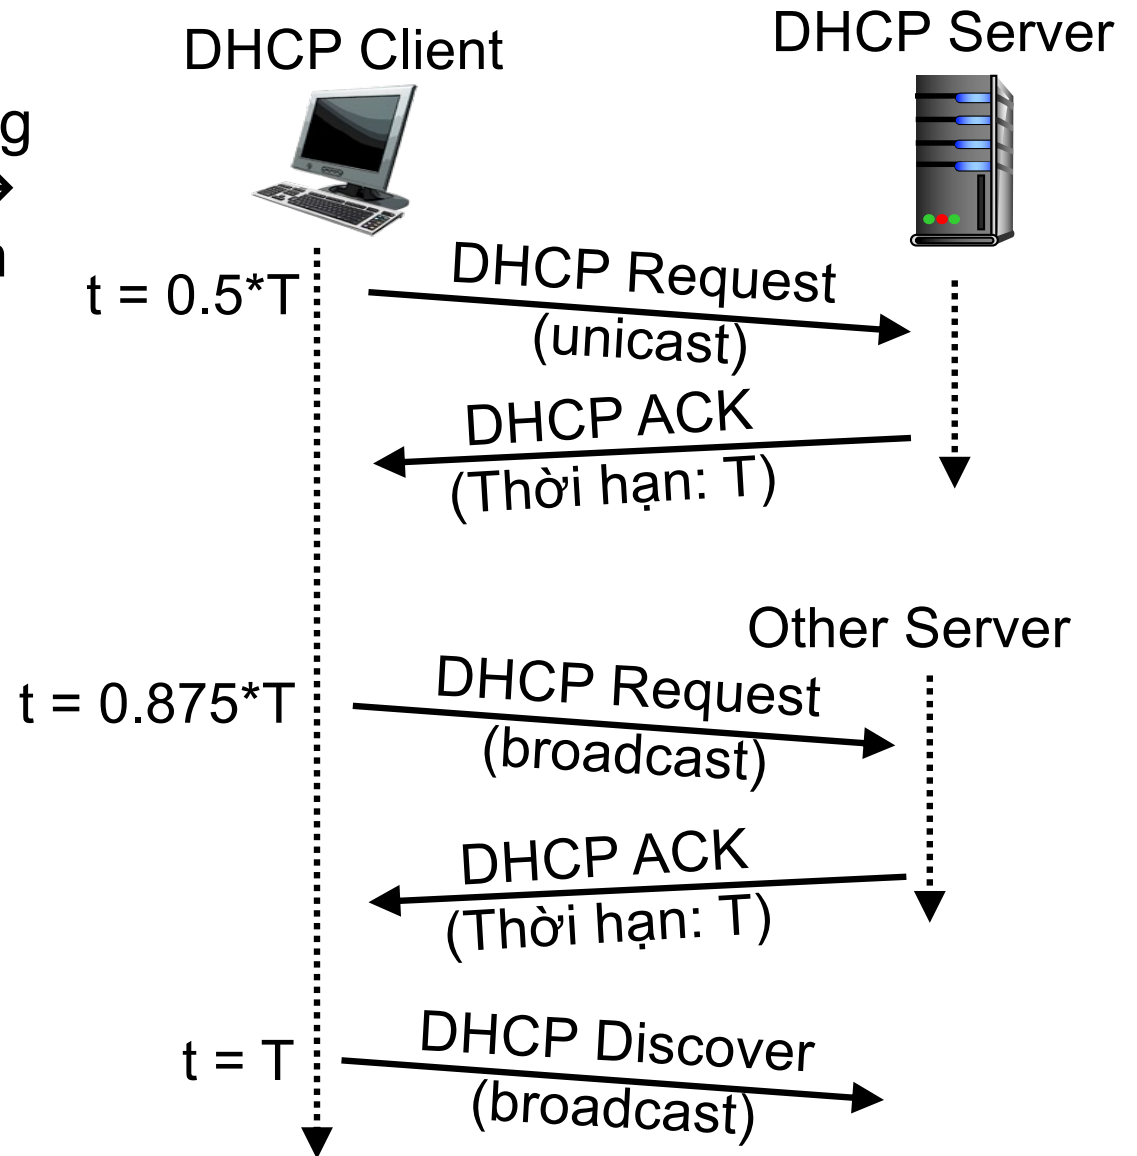 DHCP Client
DHCP Server
g
n
t = 0.5*T
DHCP Request
(unicast)
DHCP ACK
(Thời hạn: T)
Other Server
t = 0.875*T
DHCP Request
(broadcast)
DHCP ACK
(Thời hạn: T)
t = T
DHCP Discover
(broadcast)